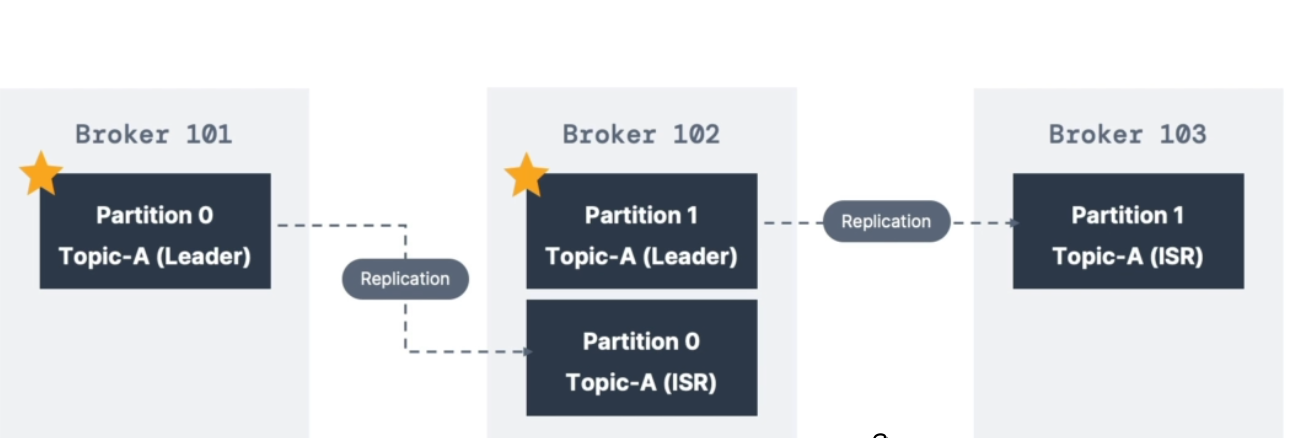 Broker 101
Partition 0
Topic-A (Leader)
Replication
Broker 102
Partition 1
Topic-A (Leader)
Partition 0
Topic-A (ISR)
Replication
Broker 103
Partition 1
Topic-A (ISR)